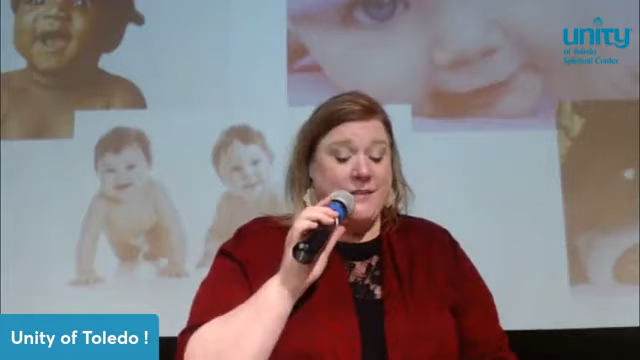 unity
of Toledo
Spiritual Center
Unity of Toledo !